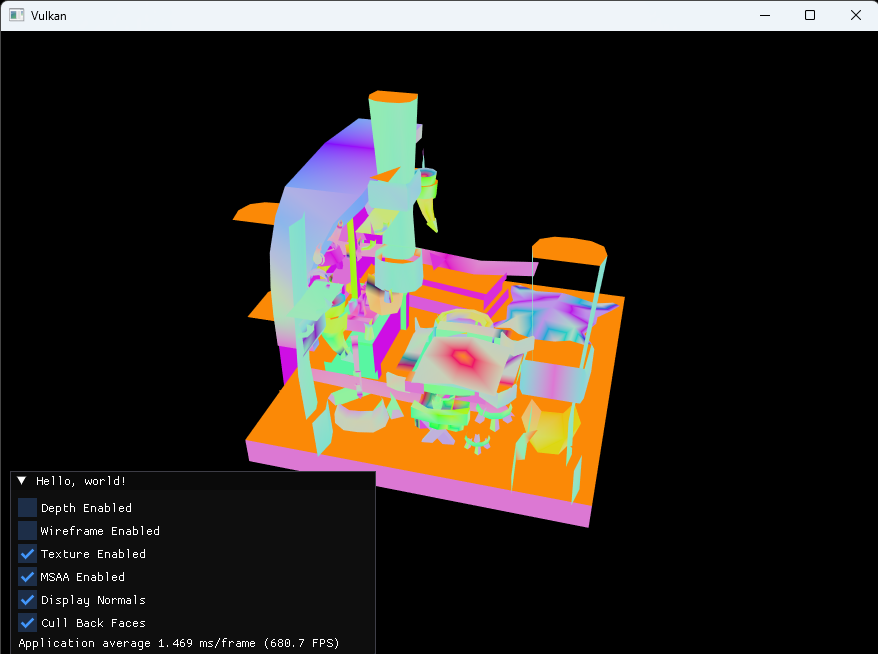 Vulkan
Hello, world!
Depth Enabled
Wireframe Enabled
Texture Enabled
MSAA Enabled
Display Normals
Cull Back Faces
Application average 1.469 ms/frame (680.7 FPS)